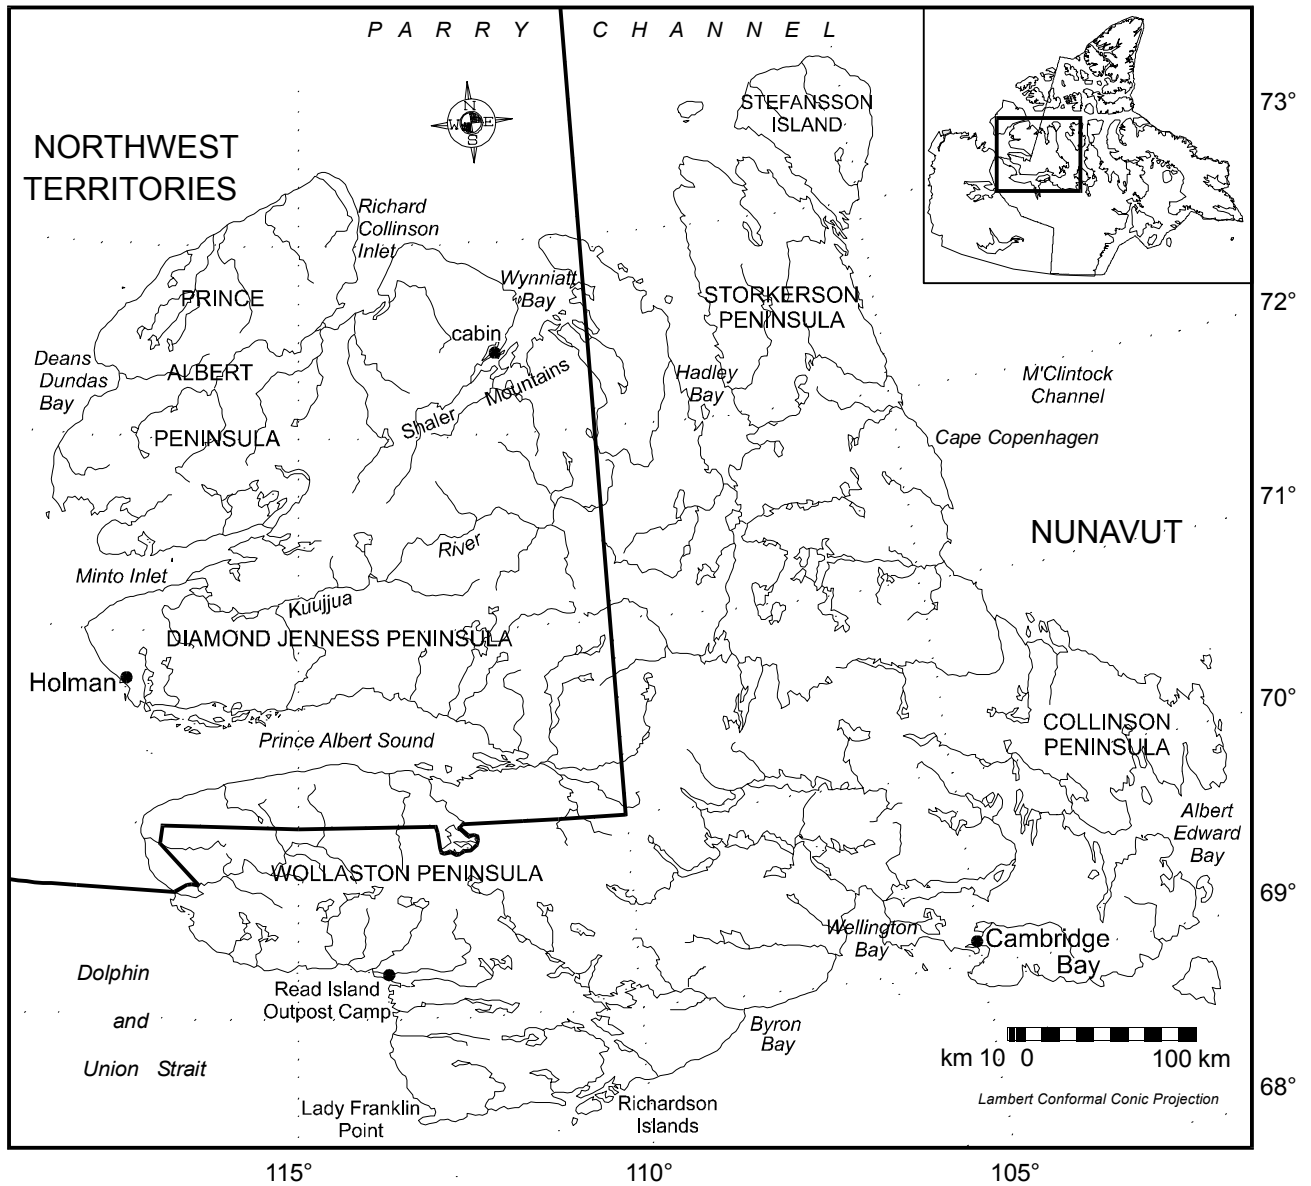 PARRY CHANNEL
N
W E
S
STEFANSSON
ISLAND
73°
NORTHWEST
TERRITORIES
Richard
Collinson
Inlet
Wynniatt
Bay
PRINCE
STORKERSON
PENINSULA
72°
cabin
Deans
Dundas
Bay
ALBERT
Shaler Mountains
Hadley
Bay
M'Clintock
Channel
PENINSULA
Cape Copenhagen
71°
NUNAVUT
Minto Inlet
Kuujjua River
DIAMOND JENNESS PENINSULA
Holman
70°
COLLINSON
PENINSULA
Prince Albert Sound
Albert
Edward
Bay
WOLLASTON PENINSULA
69°
Wellington
Bay
Cambridge
Bay
Dolphin
and
Union Strait
Read Island
Outpost Camp
Byron
Bay
km 10 0 100 km
68°
Lambert Conformal Conic Projection
Lady Franklin
Point
Richardson
Islands
115° 110° 105°